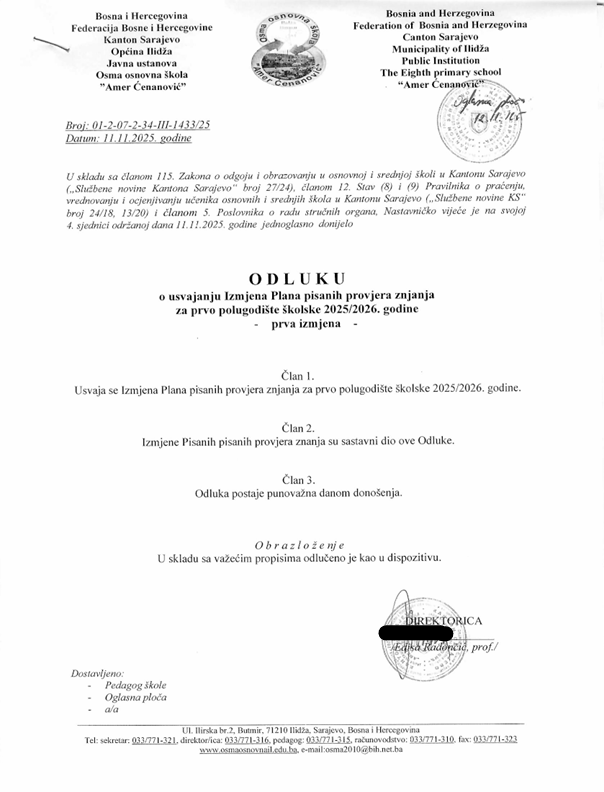 Bosna i Hercegovina
Federacija Bosne i Hercegovine
Kanton Sarajevo
Općina Ilidža
Javna ustanova
Osma osnovna škola
”Amer Ćenanović”
Osma osnovna škola
Amer Ćenanović
Bosnia and Herzegovina
Federation of Bosnia and Herzegovina
Canton Sarajevo
Municipality of Ilidža
Public Institution
The Eighth primary school
“Amer Ćenanović”
Oglasna ploča
12.11.'25
Broj: 01-2-07-2-34-III-1433/25
Datum: 11.11.2025. godine
U skladu sa članom 115. Zakona o odgoju i obrazovanju u osnovnoj i srednjoj školi u Kantonu Sarajevo
(„Službene novine Kantona Sarajevo“ broj 27/24), članom 12. Stav (8) i (9) Pravilnika o praćenju,
vrednovanju i ocjenjivanju učenika osnovnih i srednjih škola u Kantonu Sarajevo („Službene novine KS“
broj 24/18, 13/20) i članom 5. Poslovnika o radu stručnih organa, Nastavničko vijeće je na svojoj
4. sjednici održanoj dana 11.11.2025. godine jednoglasno donijelo
O D L U K U
o usvajanju Izmjena Plana pisanih provjera znjanja
za prvo polugodište školske 2025/2026. godine
- prva izmjena -
Član 1.
Usvaja se Izmjena Plana pisanih provjera znjanja za prvo polugodište školske 2025/2026. godine.
Član 2.
Izmjene Pisanih pisanih provjera znanja su sastavni dio ove Odluke.
Član 3.
Odluka postaje punovažna danom donošenja.
O b r a z l o ž e nj e
U skladu sa važećim propisima odlučeno je kao u dispozitivu.
DIREKTORICA
/Edisa Radončić, prof./
Dostavljeno:
- Pedagog škole
- Oglasna ploča
- a/a
Ul. Ilirska br.2, Butmir, 71210 Ilidža, Sarajevo, Bosna i Hercegovina
Tel: sekretar: 033/771-321, direktor/ica: 033/771-316, pedagog: 033/771-315, računovodstvo: 033/771-310, fax: 033/771-323
www.osmaosnovnail.edu.ba, e-mail:osma2010@bih.net.ba